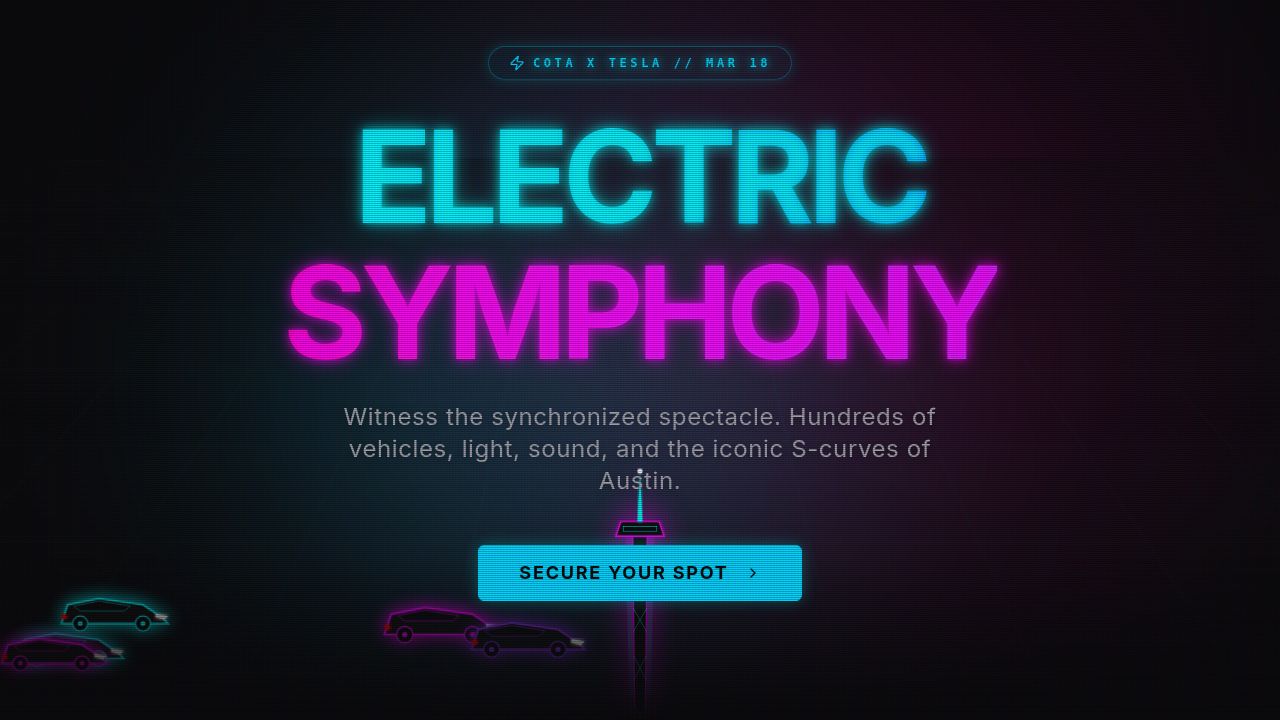 COTA X TESLA // MAR 18
ELECTRIC
SYMPHONY
Witness the synchronized spectacle. Hundreds of
vehicles, light, sound, and the iconic S-curves of
Austin.
SECURE YOUR SPOT